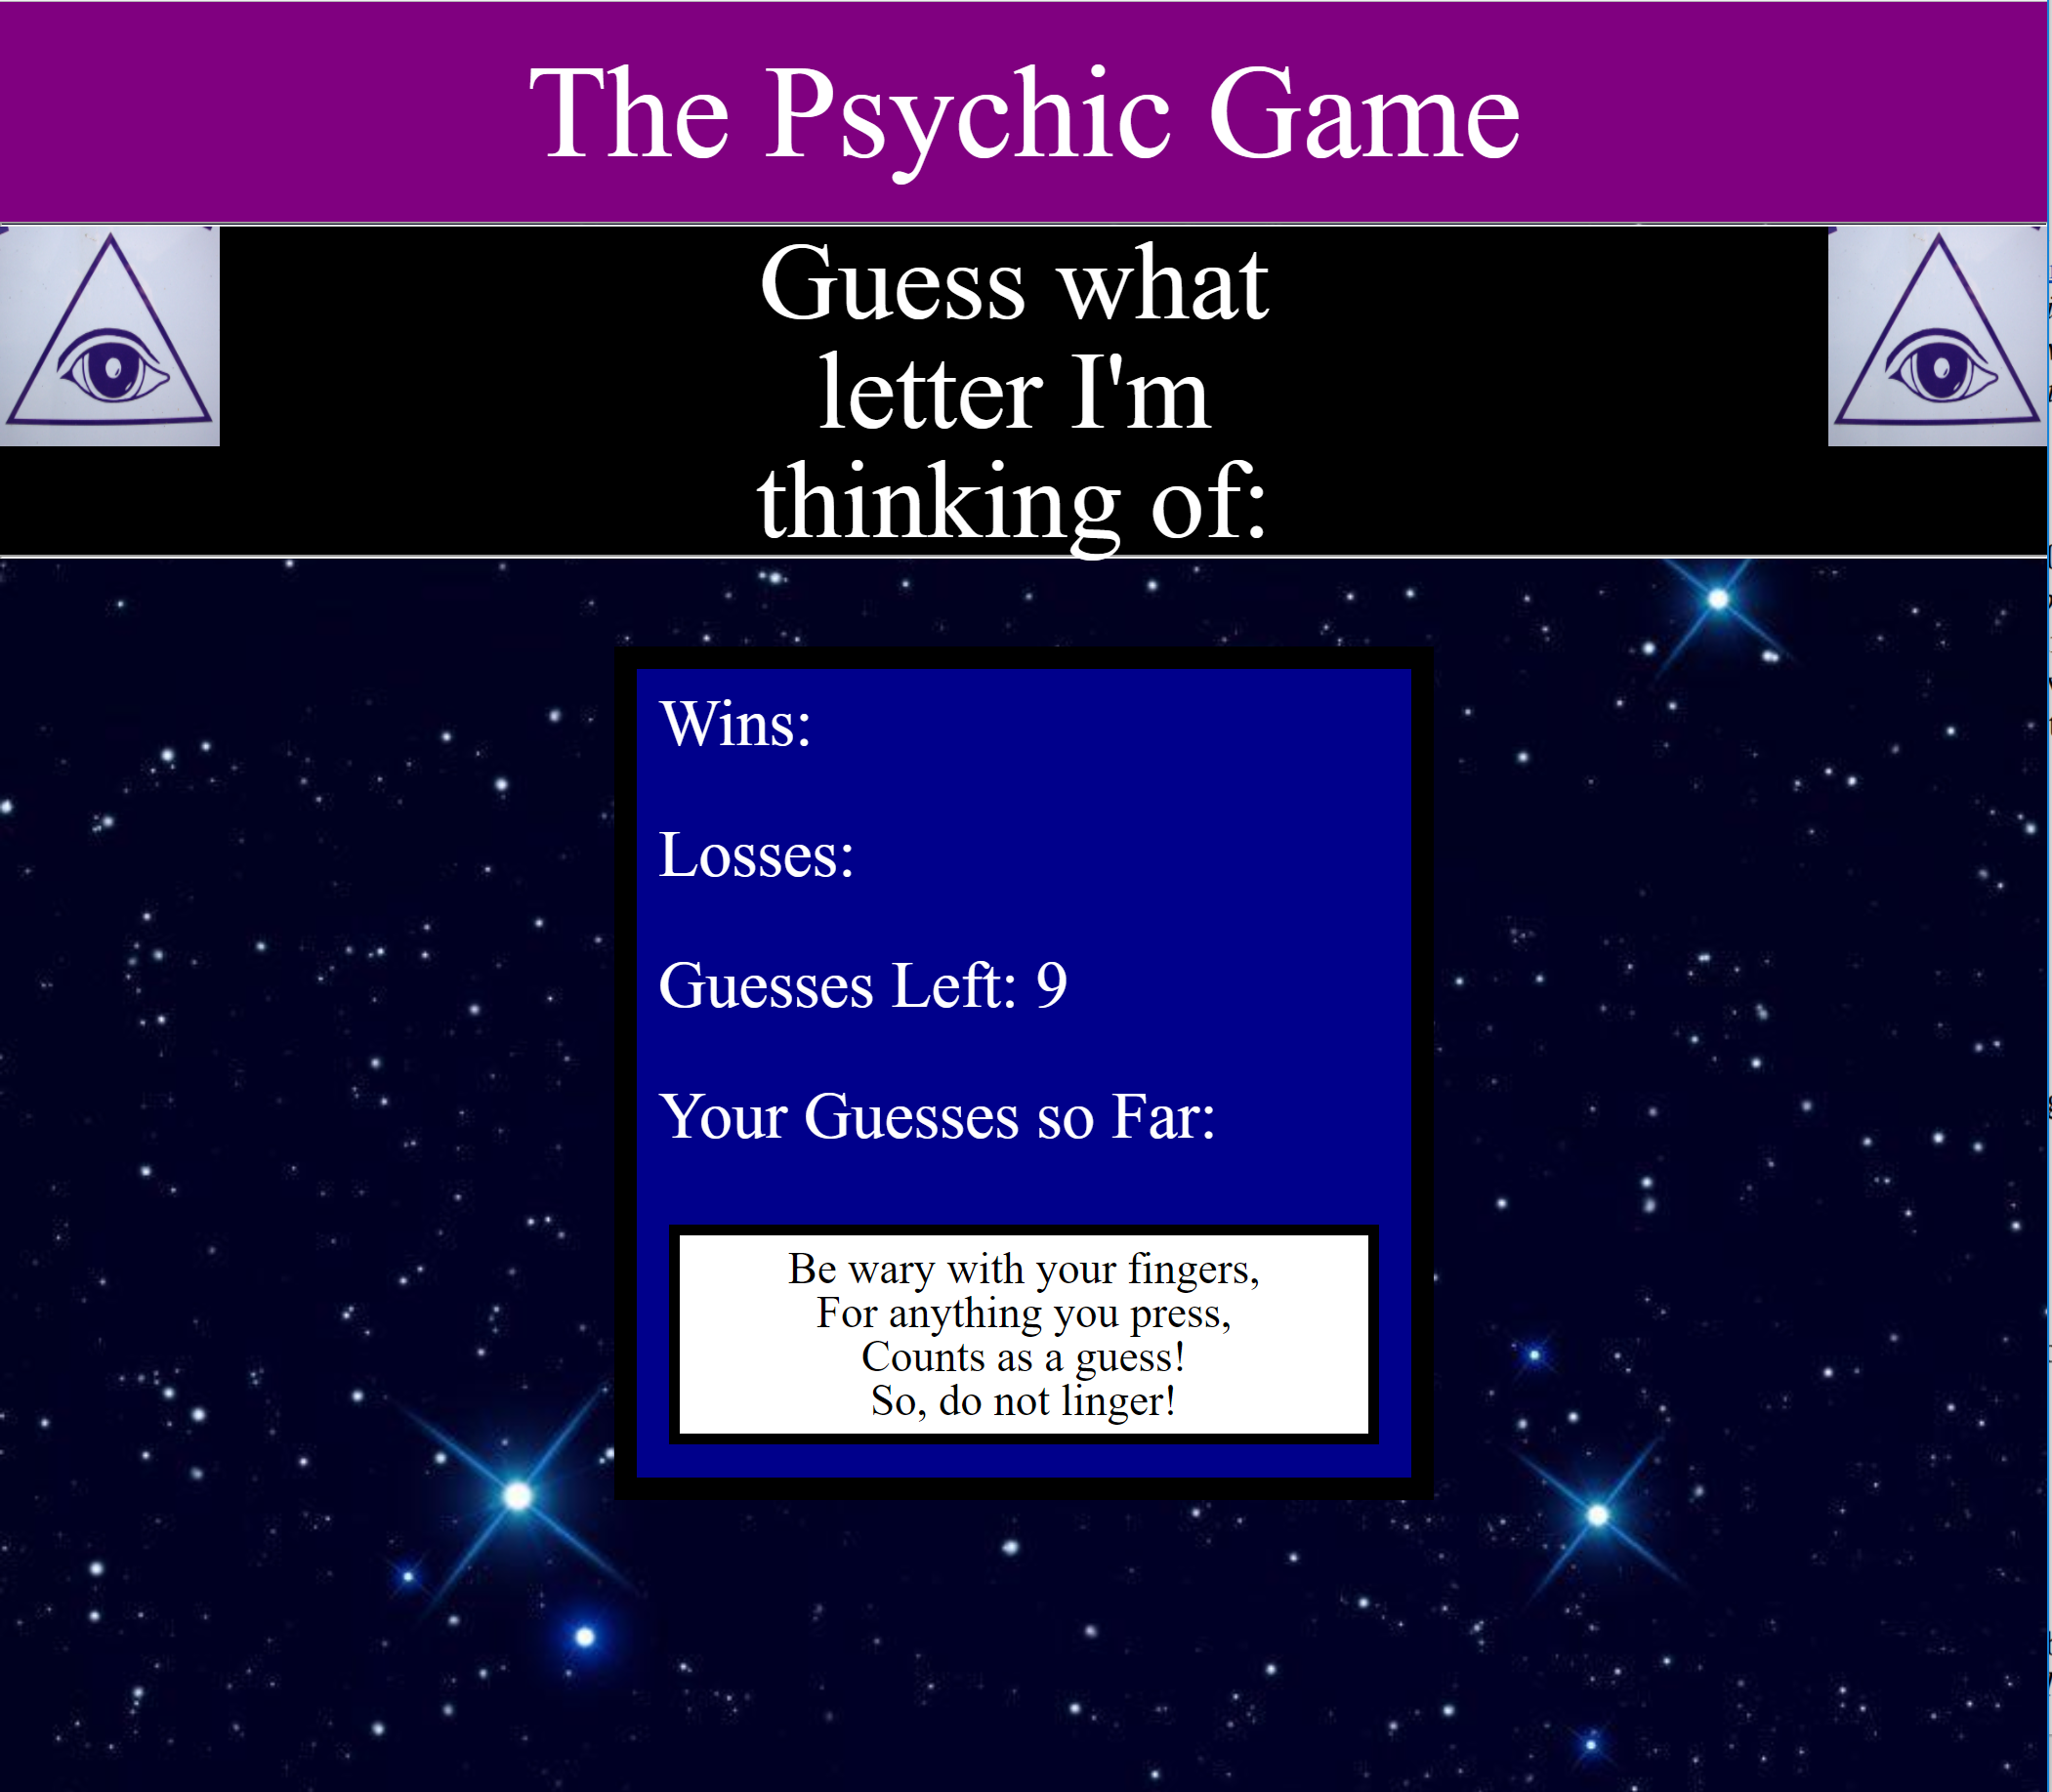 The Psychic Game
Guess what
letter I'm
thinking of:
Wins:
Losses:
Guesses Left: 9
Your Guesses so Far:
Be wary with your fingers,
For anything you press,
Counts as a guess!
So, do not linger!